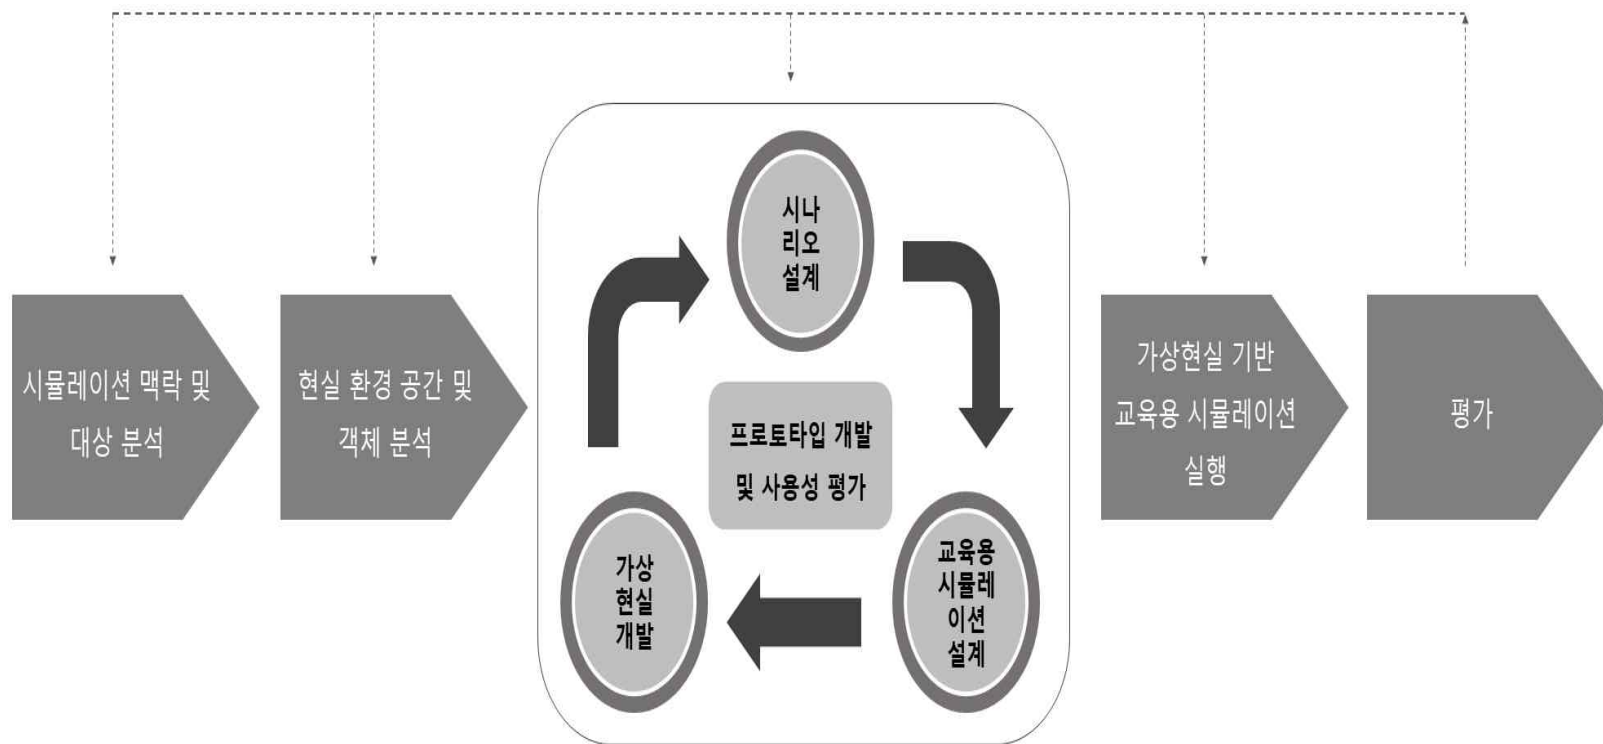 시뮬레이션 맥락 및
대상 분석
현실 환경 공간 및
객체 분석
시나
리오
설계
프로토타입 개발
및 사용성 평가
가상
현실
개발
교육용
시뮬레
이션
설계
가상현실 기반
교육용 시뮬레이션
실행
평가